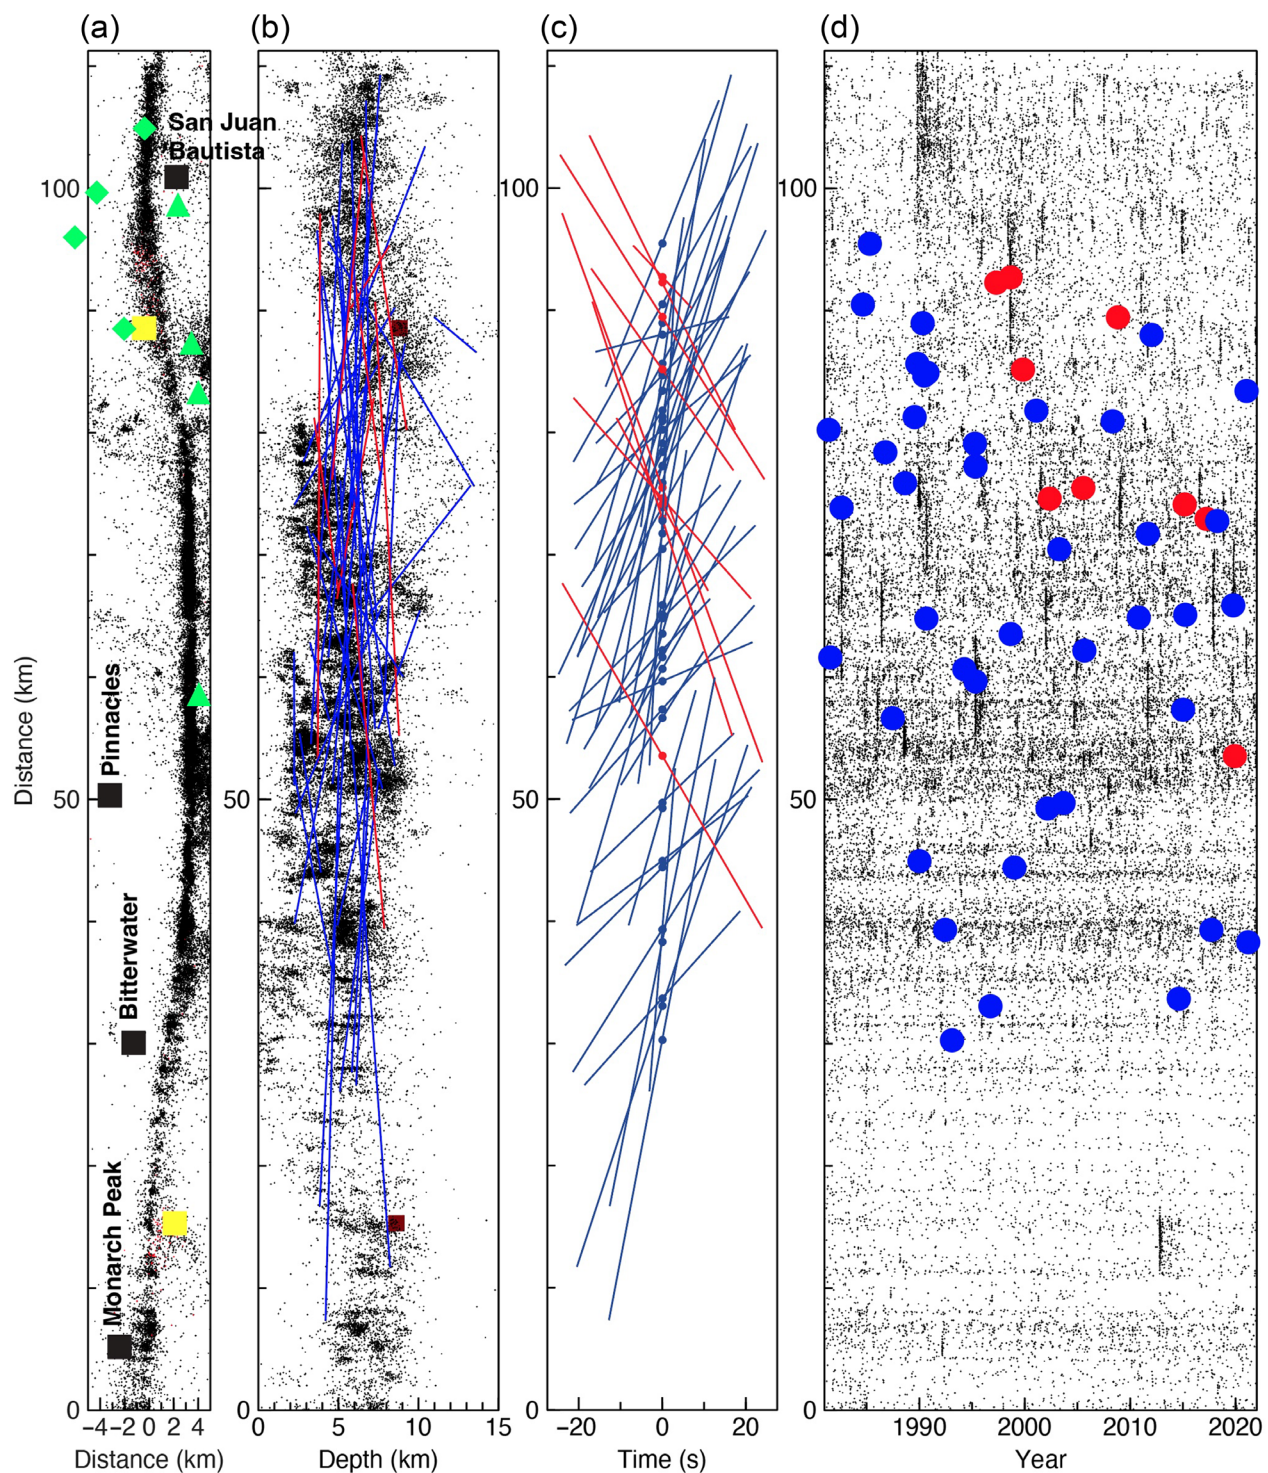 (a) (b) (c) (d)
San Juan
Bautista
100 100 100
Pinnacles
Distance (km)
50 50 50
Bitterwater
Monarch Peak
0 0 0 0
−4 −2 0 2 4 0 5 10 15 −20 0 20 1990 2000 2010 2020
Distance (km) Depth (km) Time (s) Year